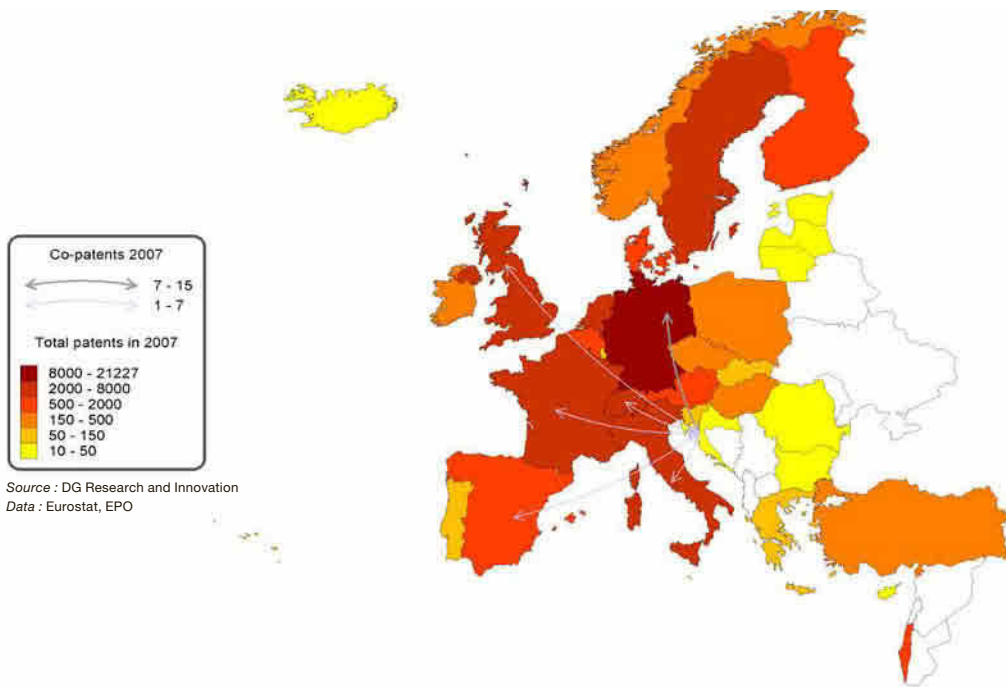 Co-patents 2007
7 - 15
1 - 7
Total patents in 2007
8000 - 21227
2000 - 8000
500 - 2000
150 - 500
50 - 150
10 - 50
Source : DG Research and Innovation
Data : Eurostat, EPO